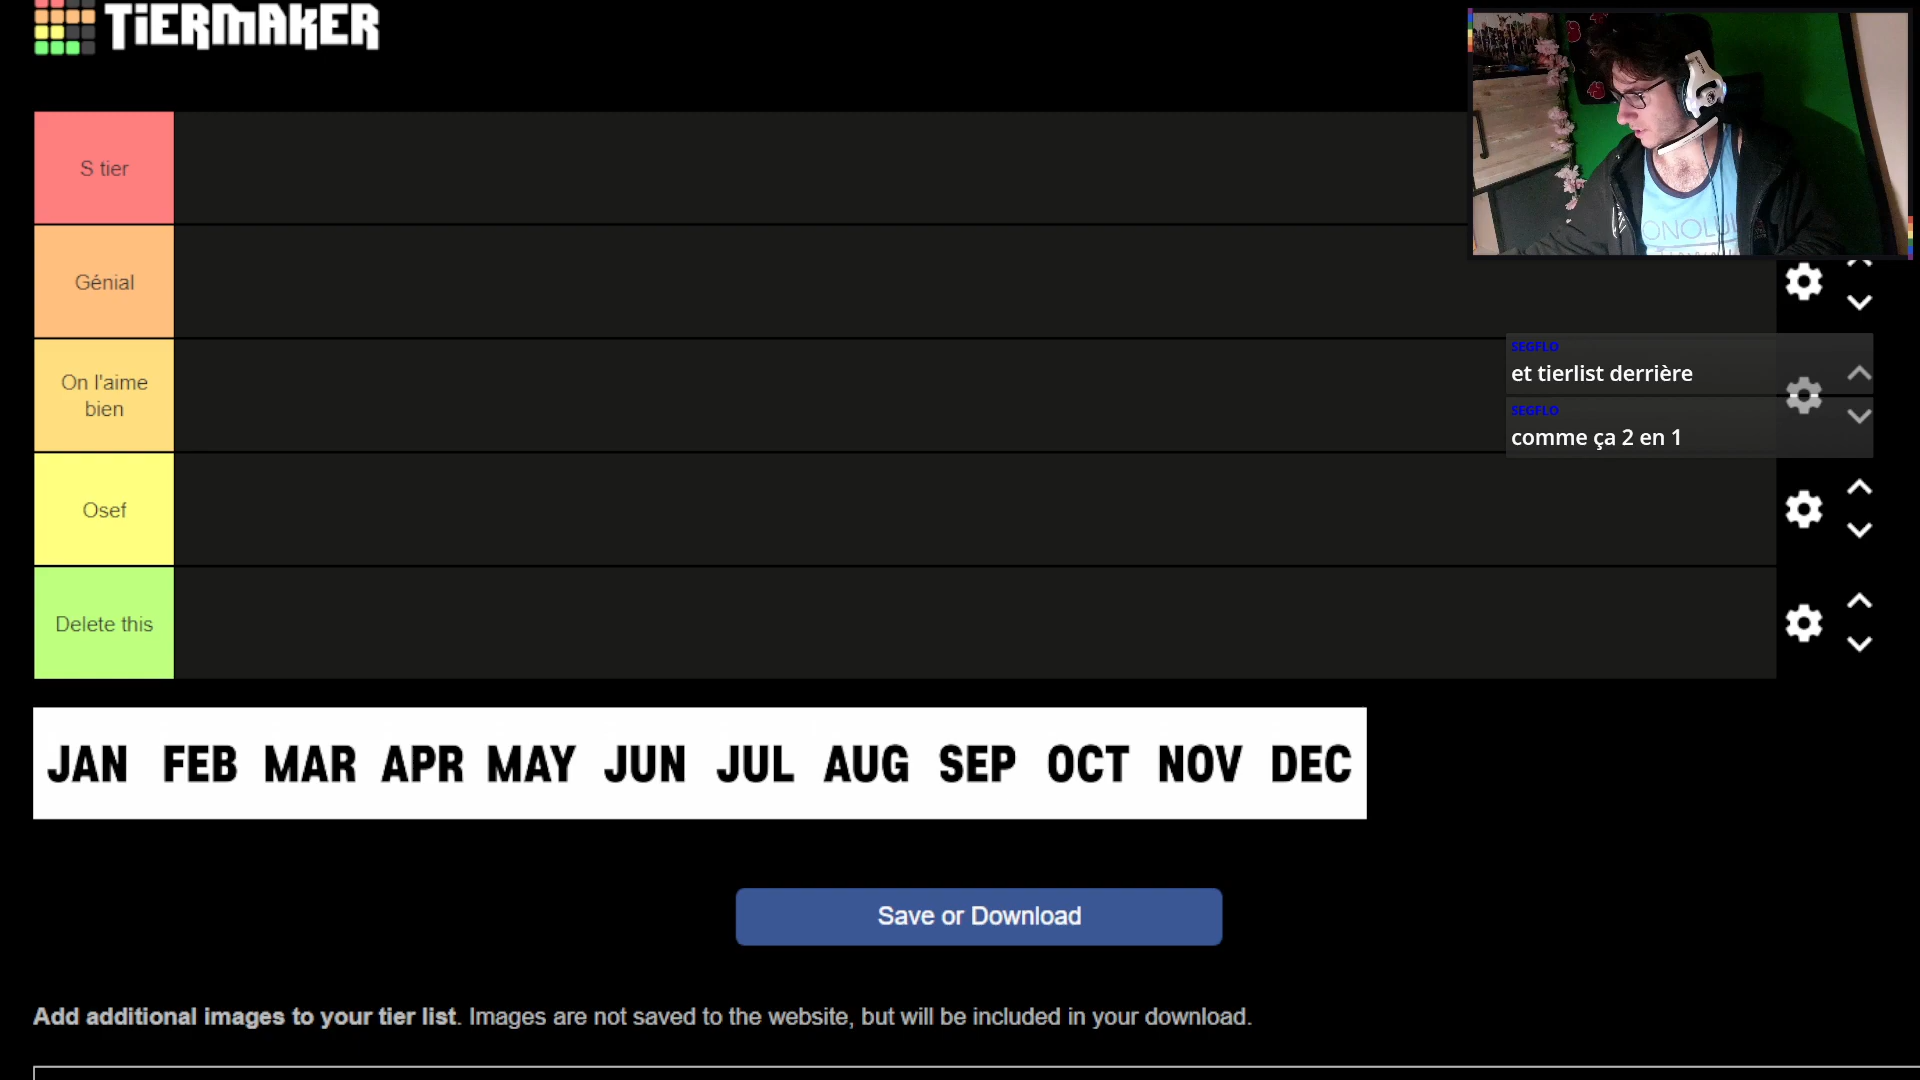 TiERMAKER
S tier
Génial
On l'aime
bien
Osef
Delete this
SEGFLO
et tierlist derrière
SEGFLO
comme ça 2 en 1
JAN FEB MAR APR MAY JUN JUL AUG SEP OCT NOV DEC
Save or Download
Add additional images to your tier list. Images are not saved to the website, but will be included in your download.